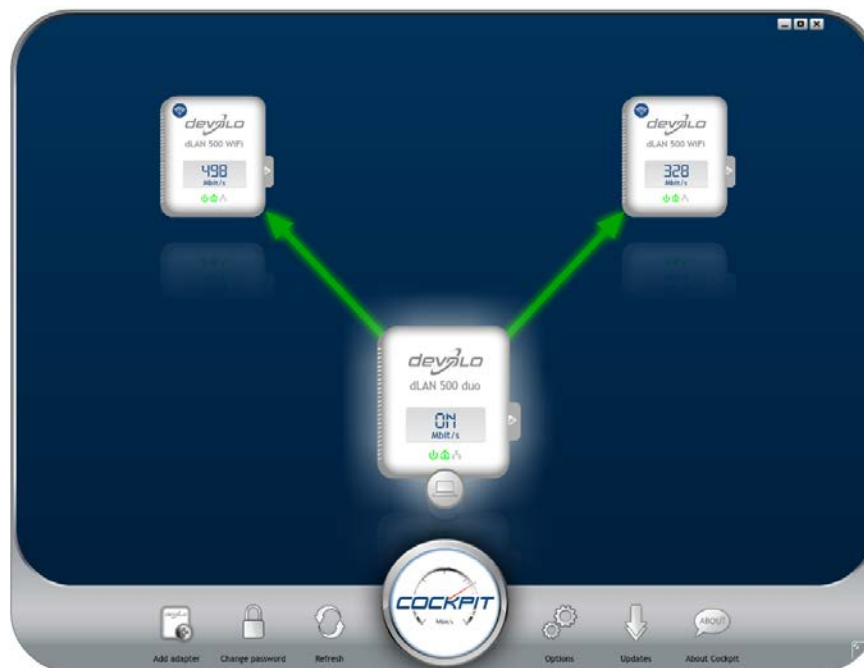 devolo
dLAN 500 WiFi
498
Mbit/s
devolo
dLAN 500 WiFi
328
Mbit/s
devolo
dLAN 500 duo
ON
Mbit/s
COCKPIT
Mbit/s
Add adapter
Change password
Refresh
Options
ABOUT
Updates
About Cockpit